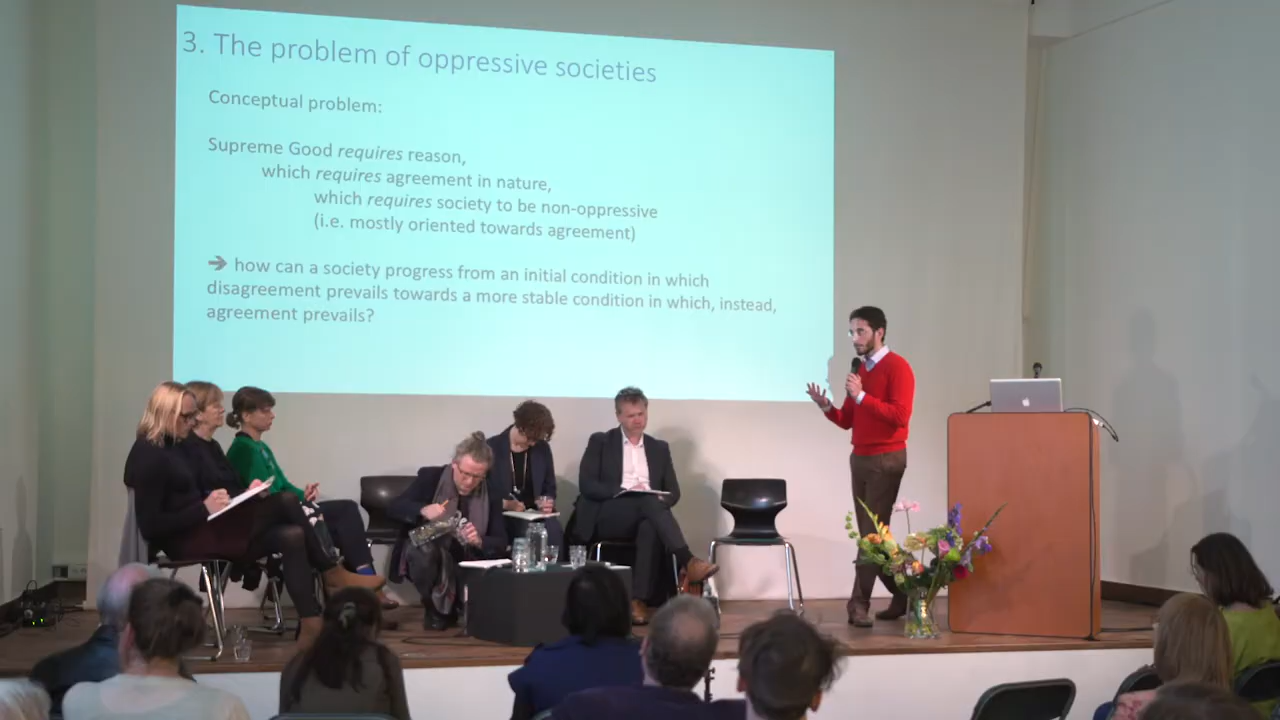 3. The problem of oppressive societies
Conceptual problem:
Supreme Good requires reason,
which requires agreement in nature,
which requires society to be non-oppressive
(i.e. mostly oriented towards agreement)
➔ how can a society progress from an initial condition in which
disagreement prevails towards a more stable condition in which, instead,
agreement prevails?